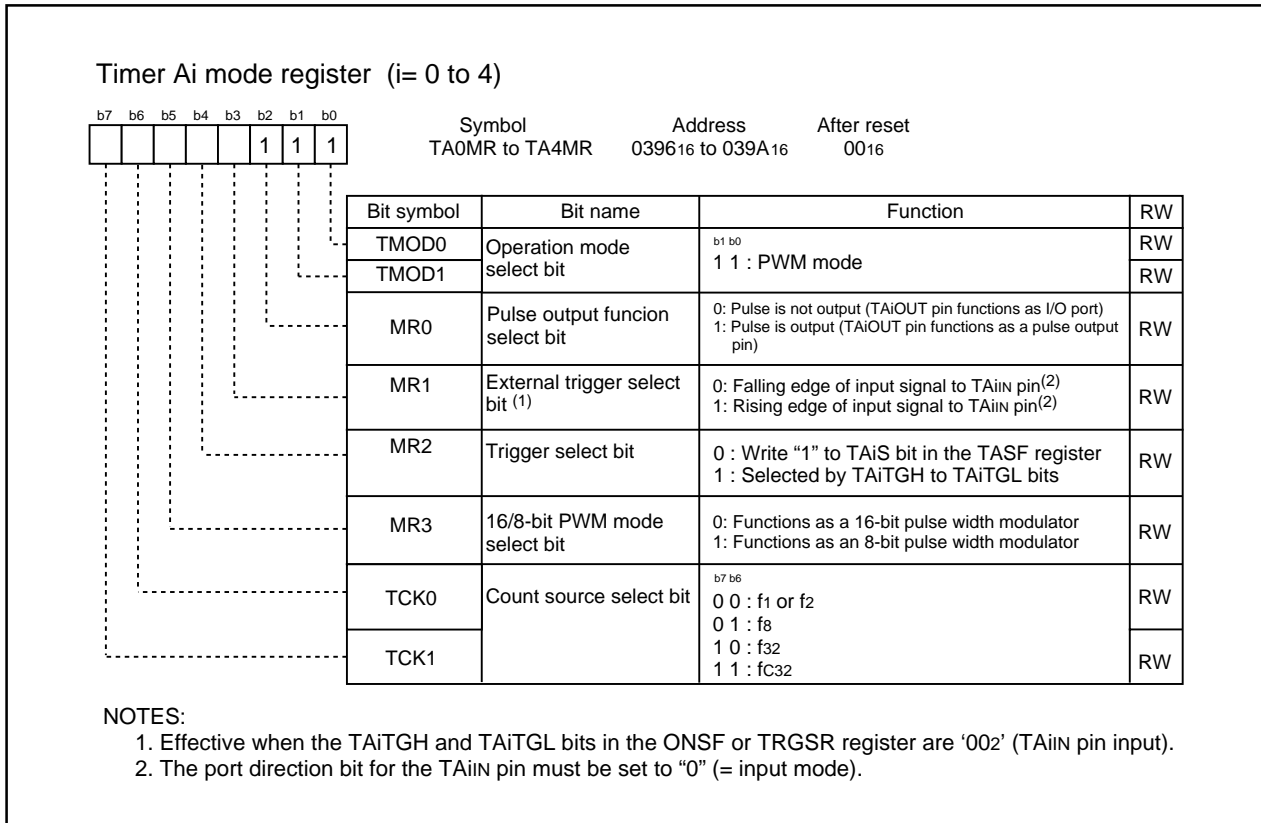 Timer Ai mode register (i= 0 to 4)
b7 b6 b5 b4 b3 b2 b1 b0
1 1 1
Symbol Address After reset
TA0MR to TA4MR 039616 to 039A16 0016
Bit symbol Bit name Function RW
TMOD0 RW
TMOD1 RW
Operation mode
select bit
b1 b0
1 1 : PWM mode
MR0
Pulse output funcion
select bit
0: Pulse is not output (TAiOUT pin functions as I/O port)
1: Pulse is output (TAiOUT pin functions as a pulse output
pin)
RW
MR1
External trigger select
bit (1)
0: Falling edge of input signal to TAiIN pin(2)
1: Rising edge of input signal to TAiIN pin(2)
RW
MR2
Trigger select bit
0 : Write “1” to TAiS bit in the TASF register
1 : Selected by TAiTGH to TAiTGL bits
RW
MR3
16/8-bit PWM mode
select bit
0: Functions as a 16-bit pulse width modulator
1: Functions as an 8-bit pulse width modulator
RW
TCK0 RW
TCK1 RW
Count source select bit
b7 b6
0 0 : f1 or f2
0 1 : f8
1 0 : f32
1 1 : fC32
NOTES:
1. Effective when the TAiTGH and TAiTGL bits in the ONSF or TRGSR register are ‘002’ (TAiIN pin input).
2. The port direction bit for the TAiIN pin must be set to “0” (= input mode).